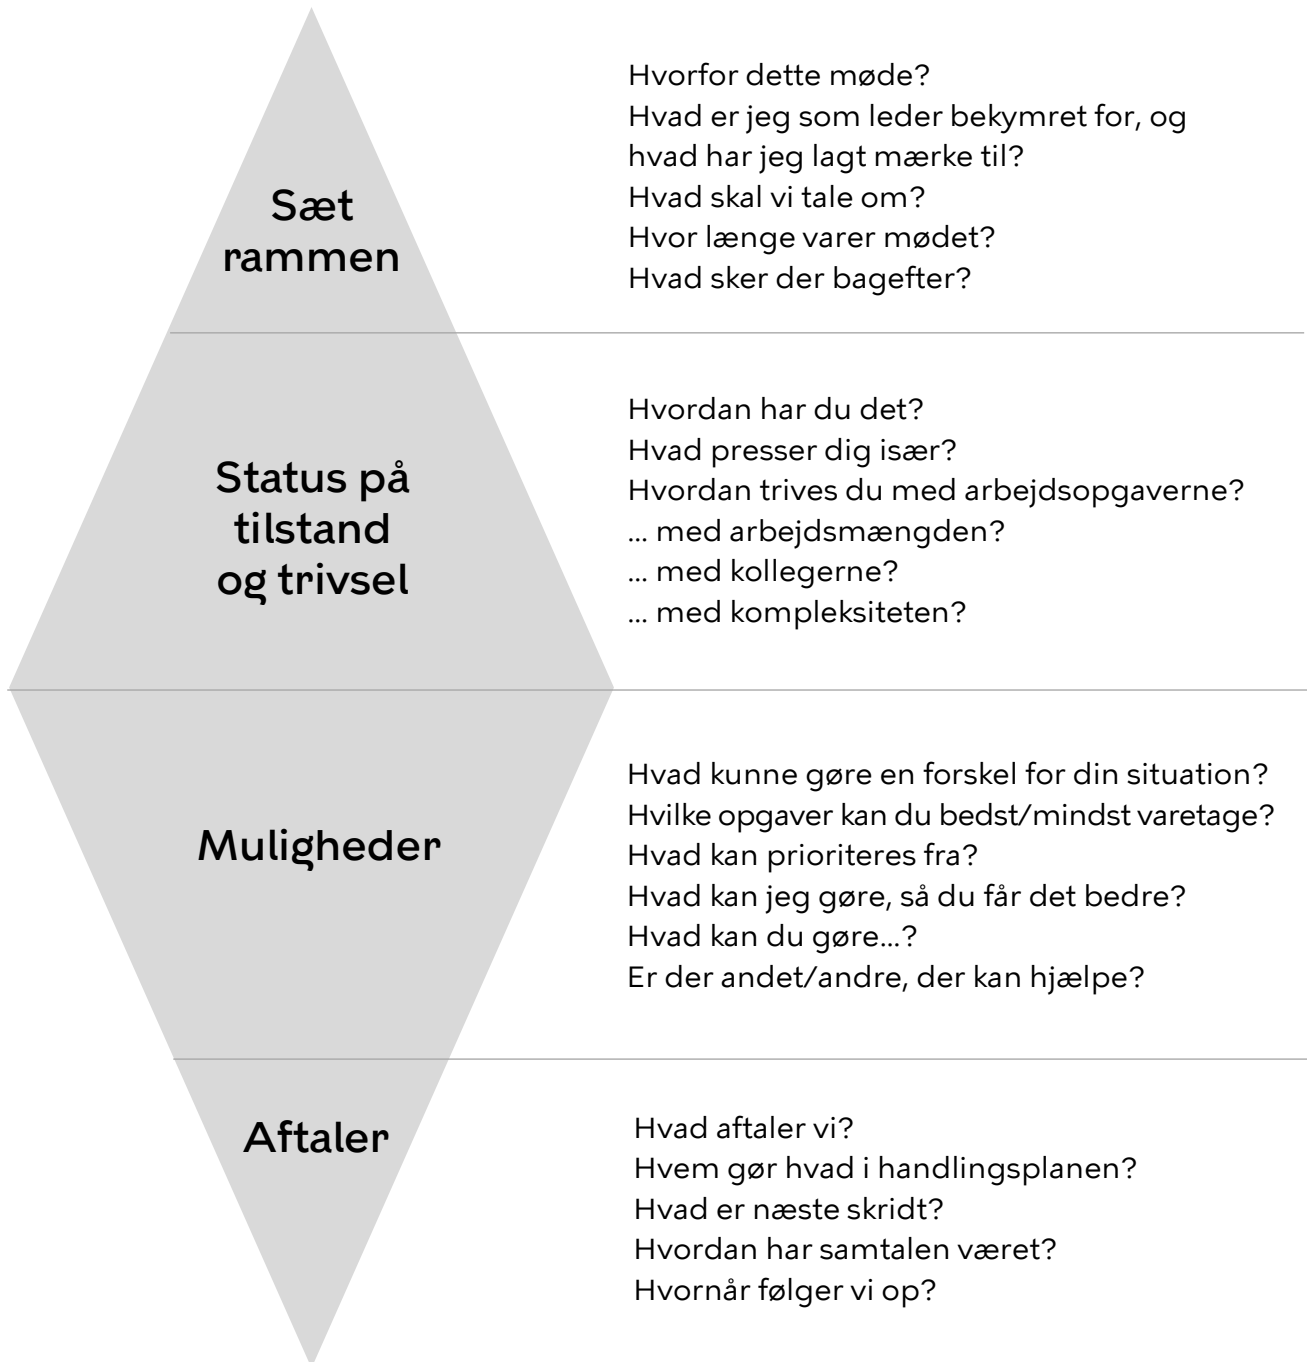 Sæt
rammen
Hvorfor dette møde?
Hvad er jeg som leder bekymret for, og
hvad har jeg lagt mærke til?
Hvad skal vi tale om?
Hvor længe varer mødet?
Hvad sker der bagefter?
Status på
tilstand
og trivsel
Hvordan har du det?
Hvad presser dig især?
Hvordan trives du med arbejdsopgaverne?
... med arbejdsmængden?
... med kollegerne?
... med kompleksiteten?
Muligheder
Hvad kunne gøre en forskel for din situation?
Hvilke opgaver kan du bedst/mindst varetage?
Hvad kan prioriteres fra?
Hvad kan jeg gøre, så du får det bedre?
Hvad kan du gøre...?
Er der andet/andre, der kan hjælpe?
Aftaler
Hvad aftaler vi?
Hvem gør hvad i handlingsplanen?
Hvad er næste skridt?
Hvordan har samtalen været?
Hvornår følger vi op?